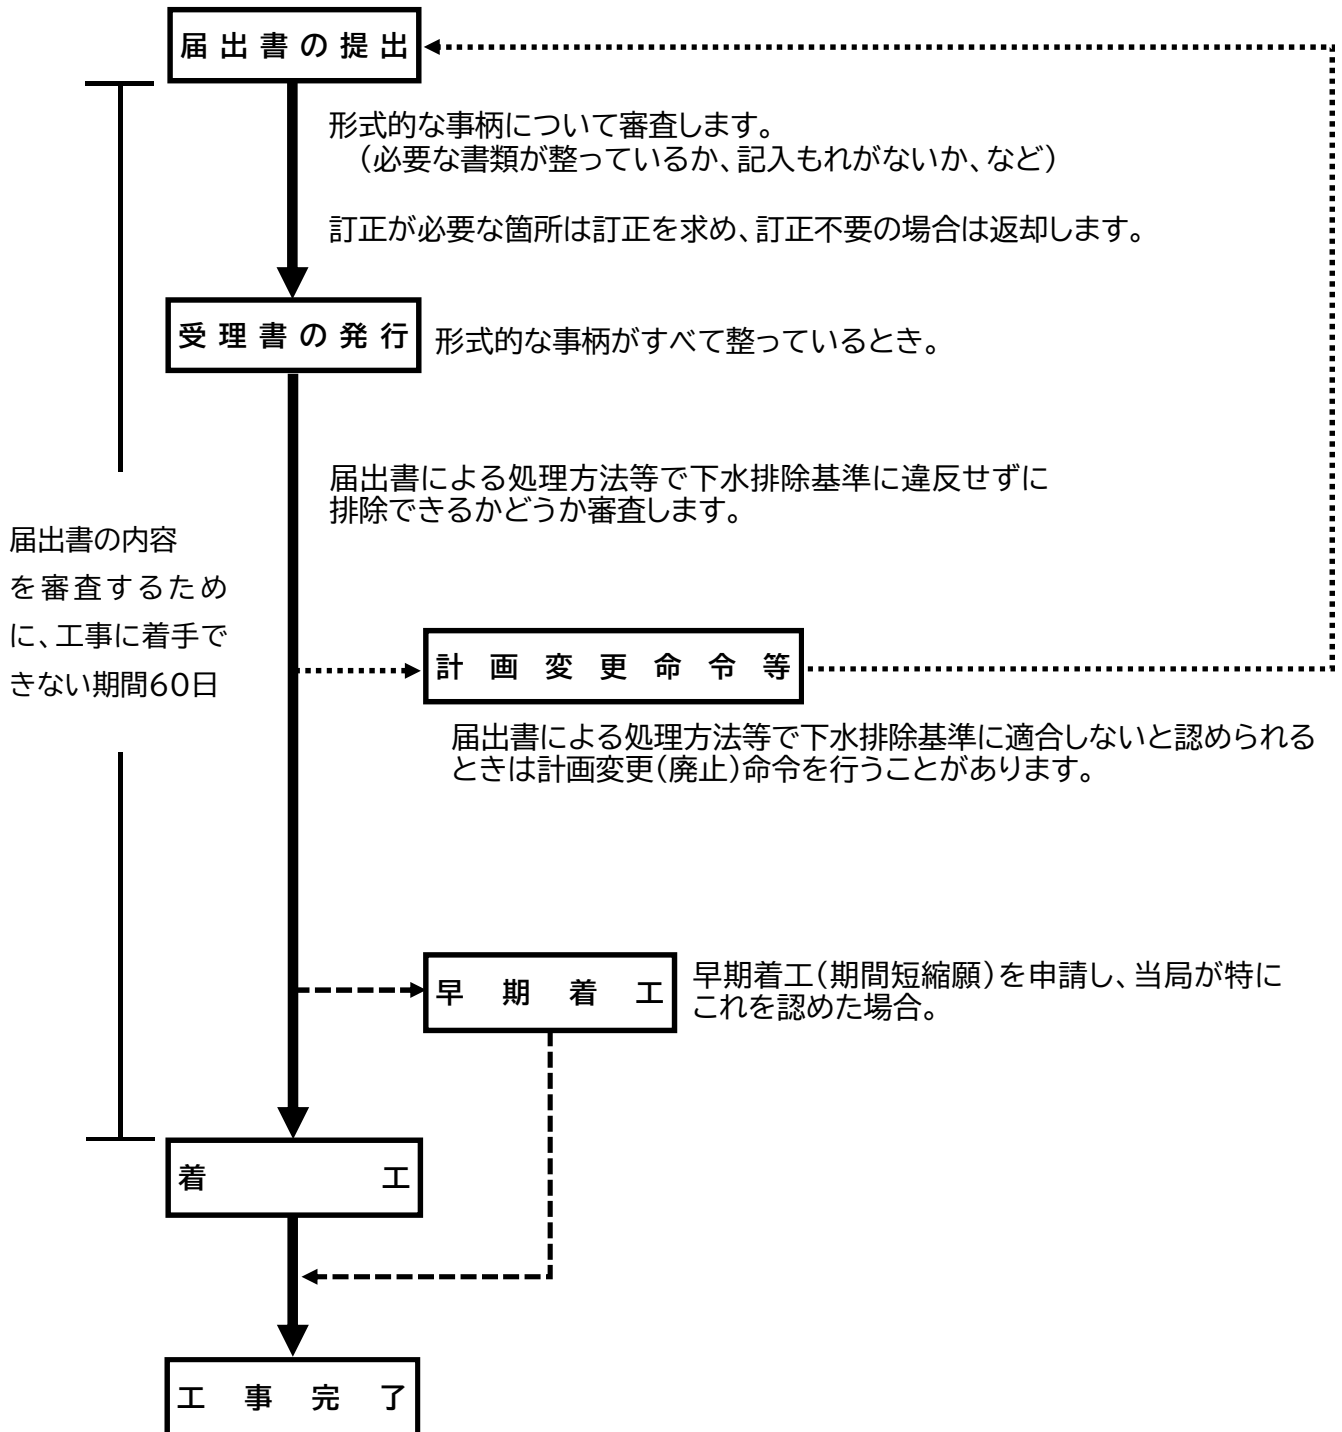 届出書の提出
形式的な事柄について審査します。
（必要な書類が整っているか、記入もれがないか、など）
訂正が必要な箇所は訂正を求め、訂正不要の場合は返却します。
受理書の発行
形式的な事柄がすべて整っているとき。
届出書による処理方法等で下水排除基準に違反せずに
排除できるかどうか審査します。
届出書の内容
を審査するため
に、工事に着手で
きない期間60日
計画変更命令等
届出書による処理方法等で下水排除基準に適合しないと認められる
ときは計画変更（廃止）命令を行うことがあります。
早期着工
早期着工（期間短縮願）を申請し、当局が特に
これを認めた場合。
着工
工事完了